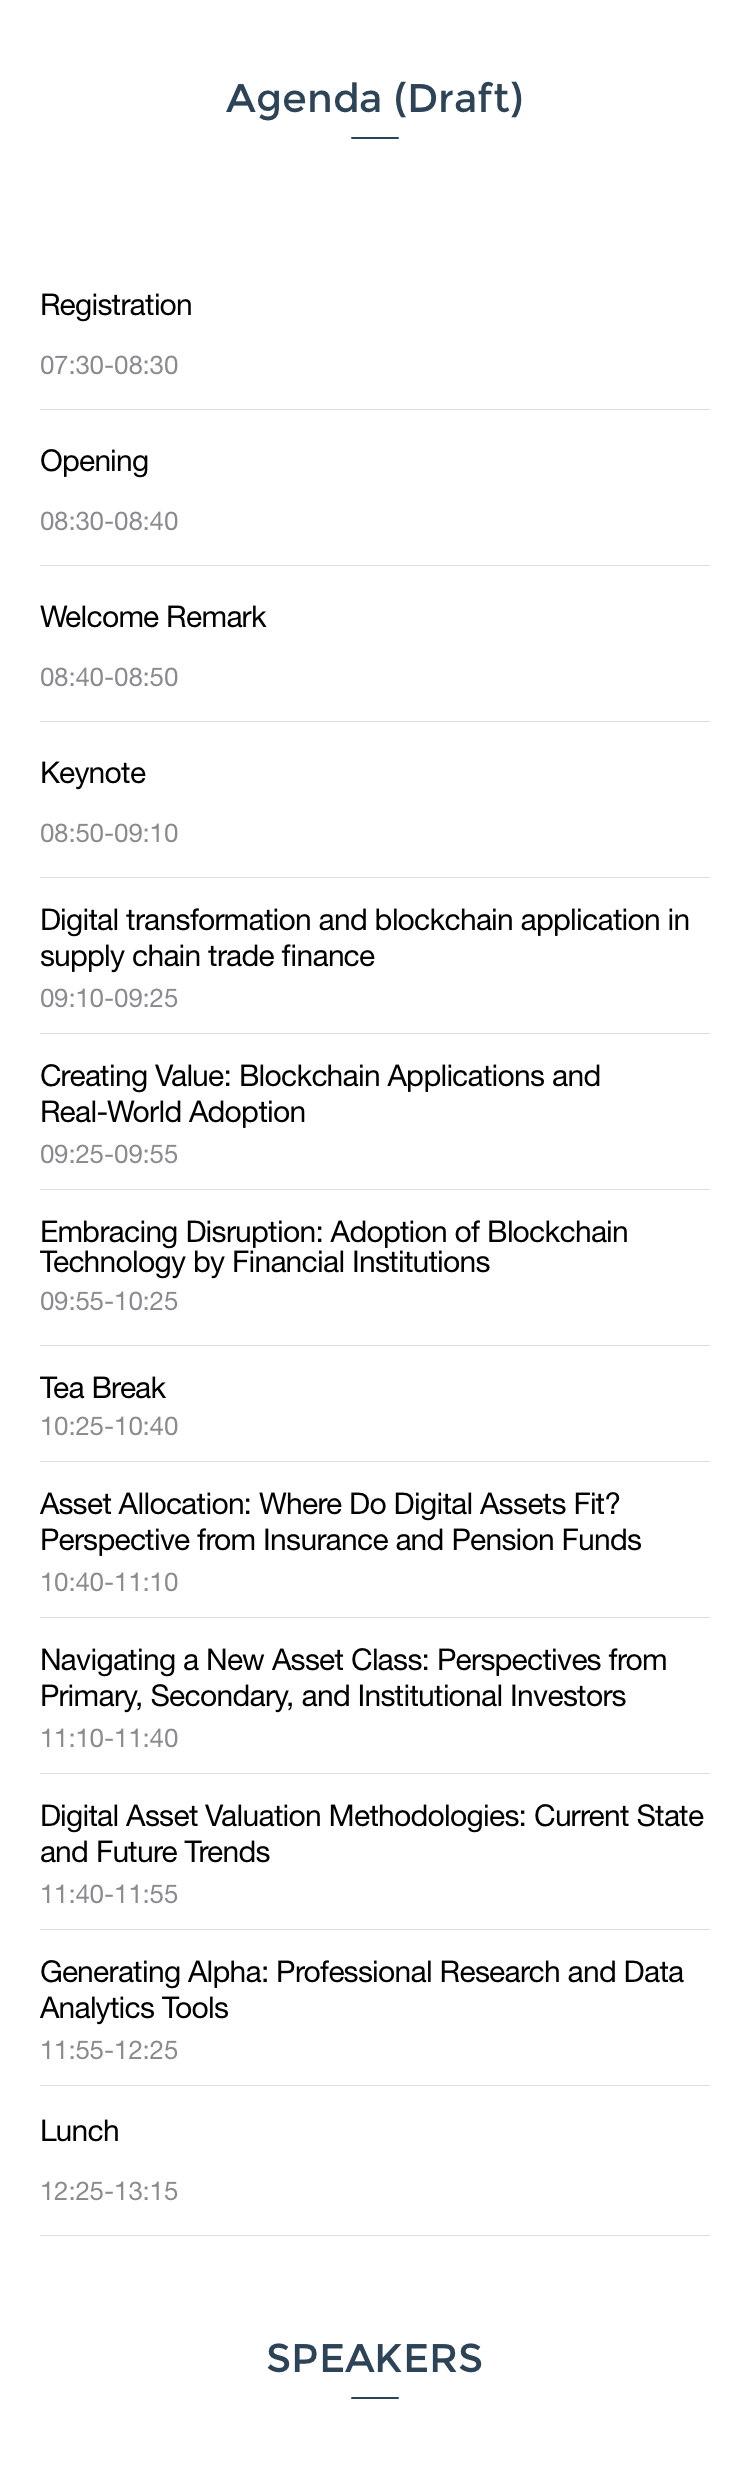 Agenda (Draft)
Registration
07:30-08:30
Opening
08:30-08:40
Welcome Remark
08:40-08:50
Keynote
08:50-09:10
Digital transformation and blockchain application in
supply chain trade finance
09:10-09:25
Creating Value: Blockchain Applications and
Real-World Adoption
09:25-09:55
Embracing Disruption: Adoption of Blockchain
Technology by Financial Institutions
09:55-10:25
Tea Break
10:25-10:40
Asset Allocation: Where Do Digital Assets Fit?
Perspective from Insurance and Pension Funds
10:40-11:10
Navigating a New Asset Class: Perspectives from
Primary, Secondary, and Institutional Investors
11:10-11:40
Digital Asset Valuation Methodologies: Current State
and Future Trends
11:40-11:55
Generating Alpha: Professional Research and Data
Analytics Tools
11:55-12:25
Lunch
12:25-13:15
SPEAKERS